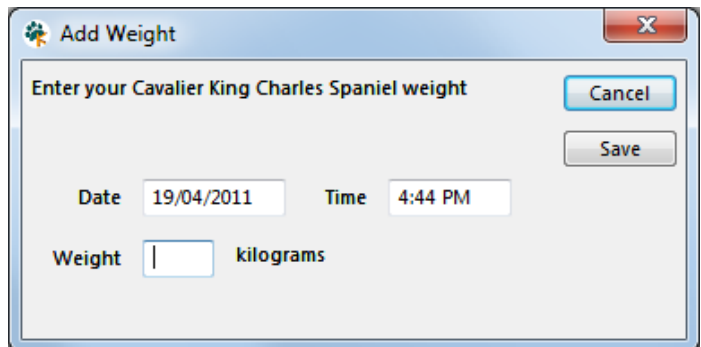 Add Weight
Enter your Cavalier King Charles Spaniel weight
Cancel
Save
Date 19/04/2011 Time 4:44 PM
Weight kilograms